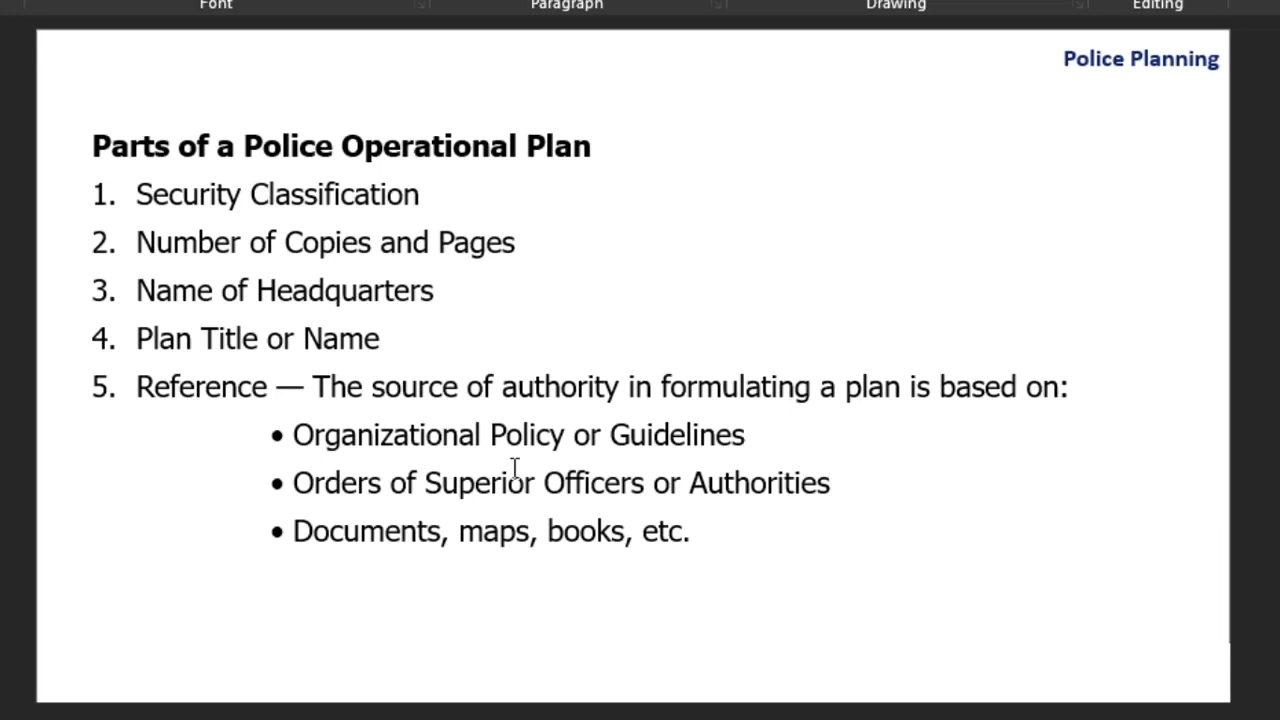 Font Paragraph Drawing Editing
Police Planning
Parts of a Police Operational Plan
1. Security Classification
2. Number of Copies and Pages
3. Name of Headquarters
4. Plan Title or Name
5. Reference — The source of authority in formulating a plan is based on:
• Organizational Policy or Guidelines
• Orders of Superior Officers or Authorities
• Documents, maps, books, etc.